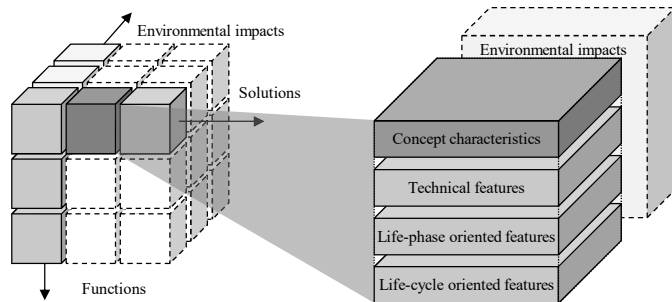 Environmental impacts
Solutions
Functions
Environmental impacts
Concept characteristics
Technical features
Life-phase oriented features
Life-cycle oriented features